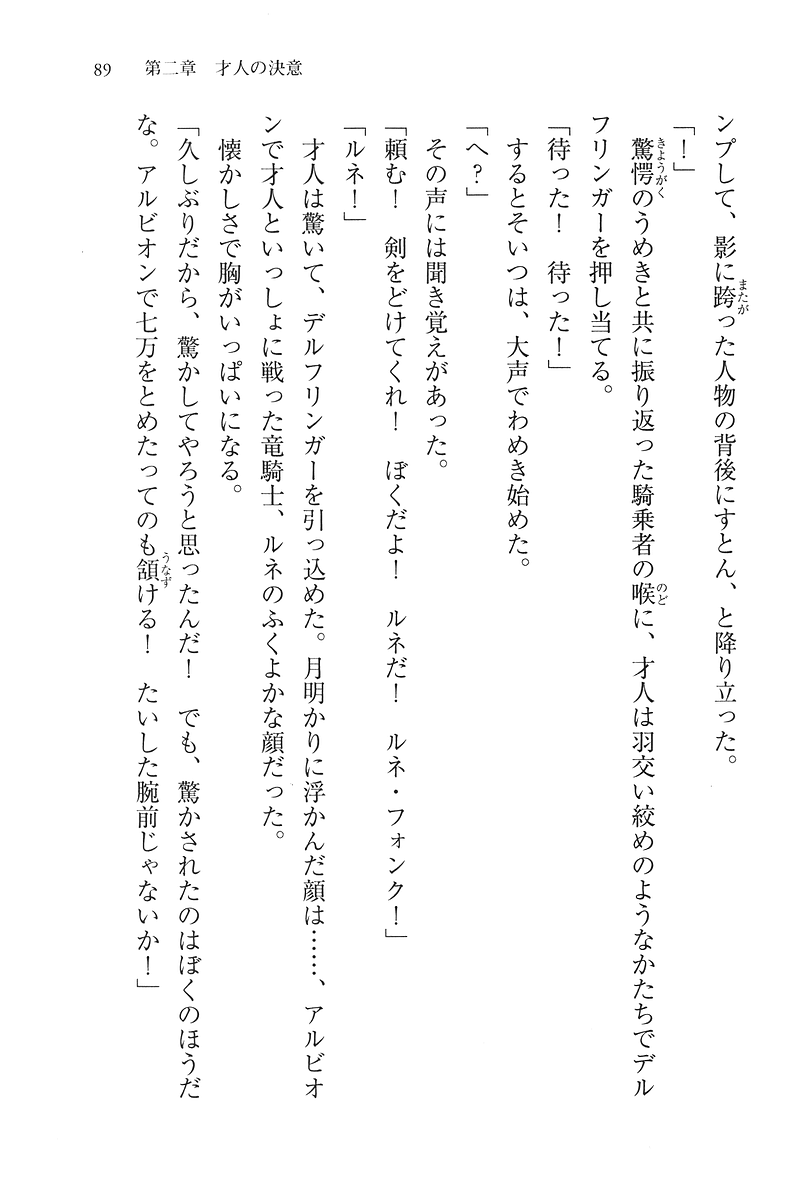 89　第二章　才人の決意
ンプして、影に跨った人物の背後にすとん、と降り立った。
「！」
驚愕のうめきと共に振り返った騎乗者の喉に、才人は羽交い絞めのようなかたちでデル
フリンガーを押し当てる。
「待った！　待った！」
するとそいつは、大声でわめき始めた。
「へ？」
その声には聞き覚えがあった。
「頼む！　剣をどけてくれ！　ぼくだよ！　ルネだ！　ルネ・フォンク！」
「ルネ！」
才人は驚いて、デルフリンガーを引っ込めた。月明かりに浮かんだ顔は……、アルビオ
ンで才人といっしょに戦った竜騎士、ルネのふくよかな顔だった。
懐かしさで胸がいっぱいになる。
「久しぶりだから、驚かしてやろうと思ったんだ！　でも、驚かされたのはぼくのほうだ
な。アルビオンで七万をとめたってのも頷ける！　たいした腕前じゃないか！」